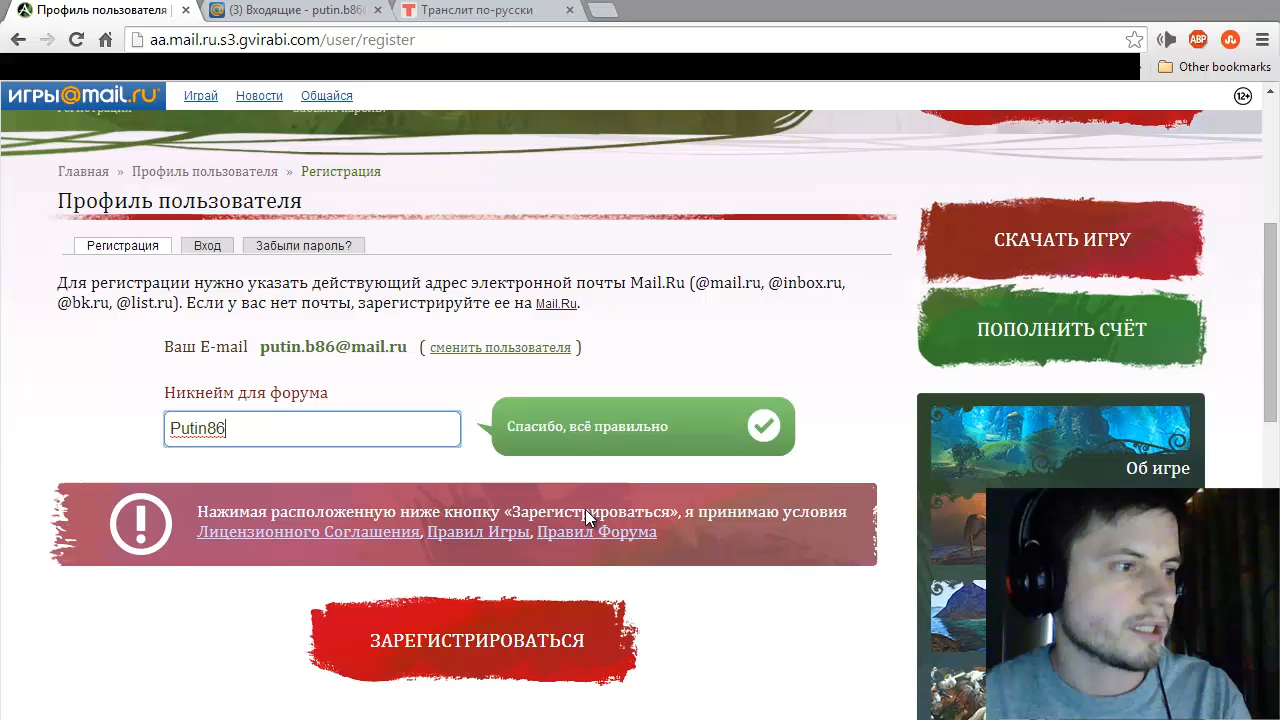 Профиль пользователя
(3) Входящие - putin.b86
Транслит по-русски
aa.mail.ru.s3.gvirabi.com/user/register
ABP
Other bookmarks
игры@mail.ru
Играй
Новости
Общайся
12+
Регистрация
Забыли пароль?
Главная » Профиль пользователя » Регистрация
Профиль пользователя
Регистрация
Вход
Забыли пароль?
Для регистрации нужно указать действующий адрес электронной почты Mail.Ru (@mail.ru, @inbox.ru,
@bk.ru, @list.ru). Если у вас нет почты, зарегистрируйте ее на Mail.Ru.
Ваш E-mail putin.b86@mail.ru ( сменить пользователя )
Никнейм для форума
Putin86
Спасибо, всё правильно
Нажимая расположенную ниже кнопку «Зарегистрироваться», я принимаю условия
Лицензионного Соглашения, Правил Игры, Правил Форума
ЗАРЕГИСТРИРОВАТЬСЯ
СКАЧАТЬ ИГРУ
ПОПОЛНИТЬ СЧЁТ
Об игре